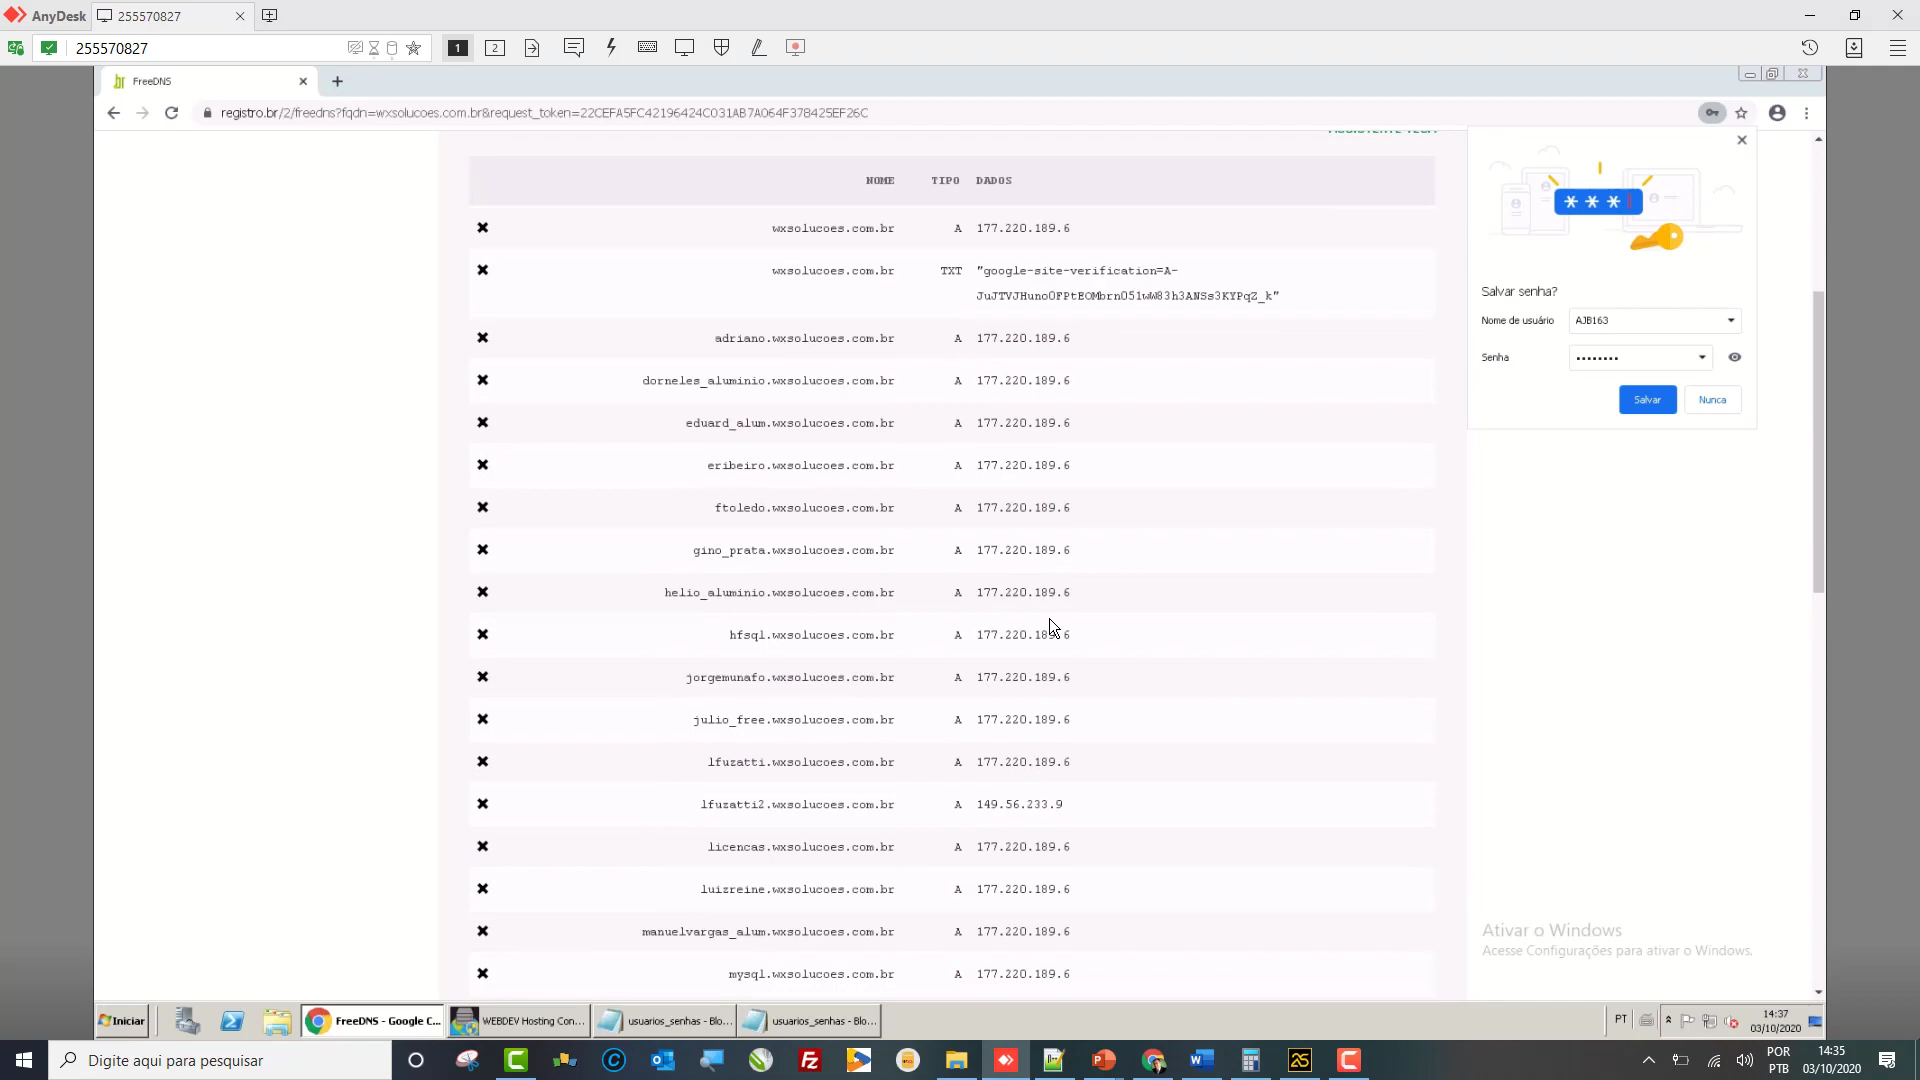 AnyDesk
255570827
255570827
1
2
FreeDNS
registro.br/2/freedns?fqdn=wxsolucoes.com.br&request_token=22CEFA5FC42196424C031AB7A064F378425EF26C
NOME TIPO DADOS
wxsolucoes.com.br A 177.220.189.6
wxsolucoes.com.br TXT "google-site-verification=A-
JuJTVJHuno0FPtEOMbrn051wW83h3ANSs3KYPqZ_k"
adriano.wxsolucoes.com.br A 177.220.189.6
dorneles_aluminio.wxsolucoes.com.br A 177.220.189.6
eduard_alum.wxsolucoes.com.br A 177.220.189.6
eribeiro.wxsolucoes.com.br A 177.220.189.6
ftoledo.wxsolucoes.com.br A 177.220.189.6
gino_prata.wxsolucoes.com.br A 177.220.189.6
helio_aluminio.wxsolucoes.com.br A 177.220.189.6
hfsql.wxsolucoes.com.br A 177.220.189.6
jorgemunafo.wxsolucoes.com.br A 177.220.189.6
julio_free.wxsolucoes.com.br A 177.220.189.6
lfuzatti.wxsolucoes.com.br A 177.220.189.6
lfuzatti2.wxsolucoes.com.br A 149.56.233.9
licencas.wxsolucoes.com.br A 177.220.189.6
luizreine.wxsolucoes.com.br A 177.220.189.6
manuelvargas_alum.wxsolucoes.com.br A 177.220.189.6
mysql.wxsolucoes.com.br A 177.220.189.6
Salvar senha?
Nome de usuário AJB163
Senha ••••••••
Salvar Nunca
Ativar o Windows
Acesse Configurações para ativar o Windows.
Iniciar
FreeDNS - Google C...
WEBDEV Hosting Con...
usuarios_senhas - Blo...
usuarios_senhas - Blo...
PT
14:37
03/10/2020
Digite aqui para pesquisar
POR
PTB
14:35
03/10/2020